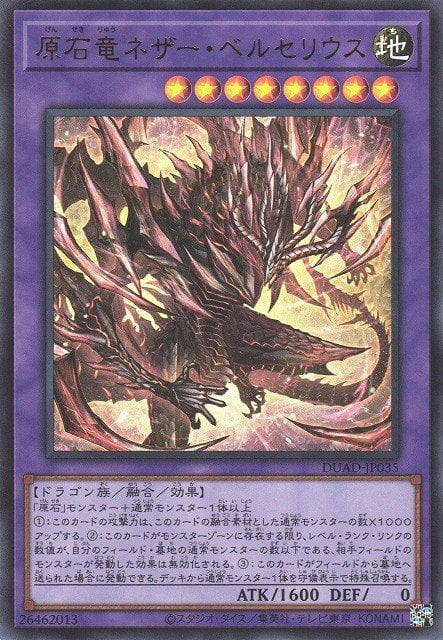 原石竜ネザー・ベルセリウス
地
DUAD-JP035
【ドラゴン族/融合/効果】
「原石」モンスター+通常モンスター1体以上
①:このカードの攻撃力は、このカードの融合素材とした通常モンスターの数×1000
アップする。②:このカードがモンスターゾーンに存在する限り、レベル・ランク・リンクの
数値が、自分のフィールド・墓地の通常モンスターの数以下である、相手フィールドの
モンスターが発動した効果は無効化される。③:このカードがフィールドから墓地へ
送られた場合に発動できる。デッキから通常モンスター1体を守備表示で特殊召喚する。
ATK/1600 DEF/ 0
26462013 ©スタジオ・ダイス/集英社・テレビ東京・KONAMI